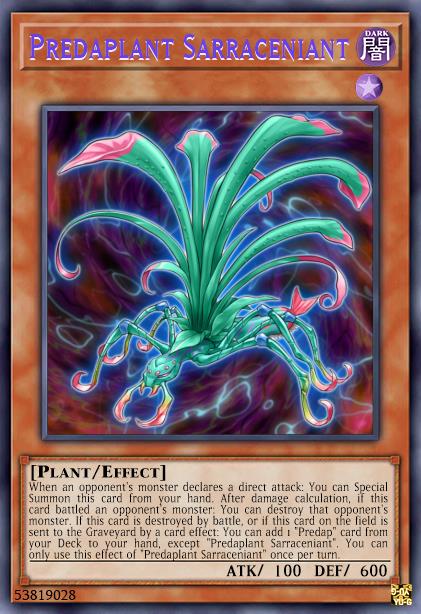 PREDAPLANT SARRACENIANT
DARK
闇
[PLANT/EFFECT]
When an opponent's monster declares a direct attack: You can Special
Summon this card from your hand. After damage calculation, if this
card battled an opponent's monster: You can destroy that opponent's
monster. If this card is destroyed by battle, or if this card on the field is
sent to the Graveyard by a card effect: You can add 1 "Predap" card from
your Deck to your hand, except "Predaplant Sarraceniant". You can
only use this effect of "Predaplant Sarraceniant" once per turn.
ATK/ 100 DEF/ 600
53819028